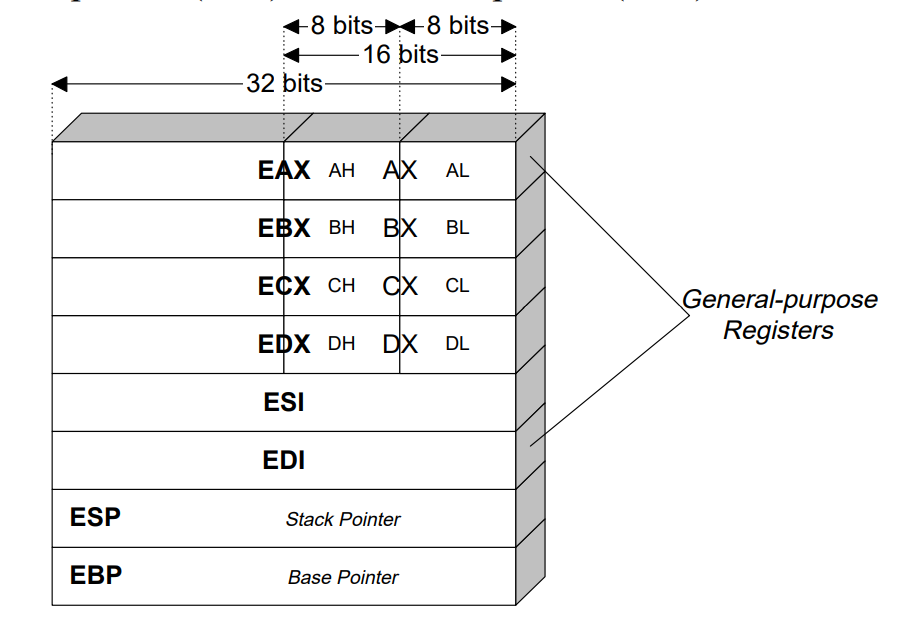 8 bits 8 bits
16 bits
32 bits
EAX AH AX AL
EBX BH BX BL
ECX CH CX CL
EDX DH DX DL
ESI
EDI
ESP Stack Pointer
EBP Base Pointer
General-purpose
Registers